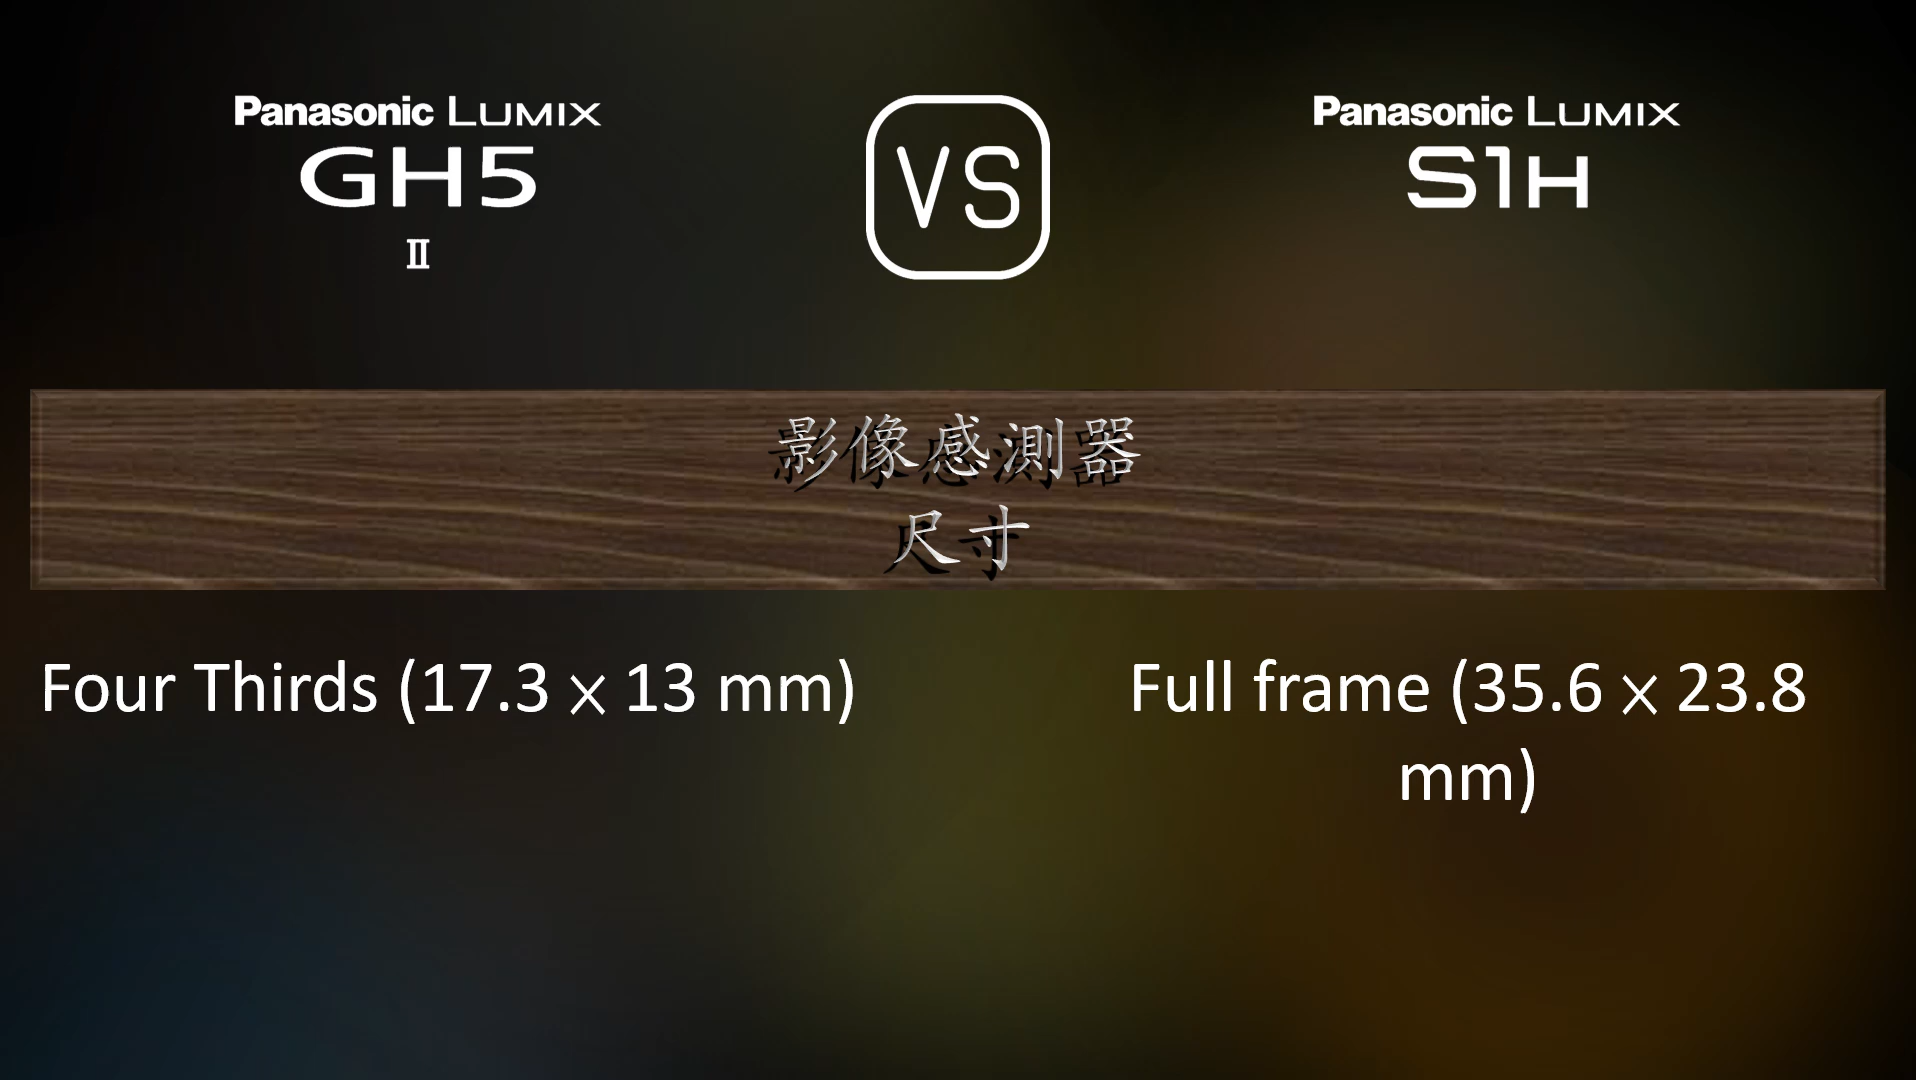 Panasonic LUMIX
GH5
II
VS
Panasonic LUMIX
S1H
影像感測器
尺寸
Four Thirds (17.3 x 13 mm)
Full frame (35.6 x 23.8
mm)